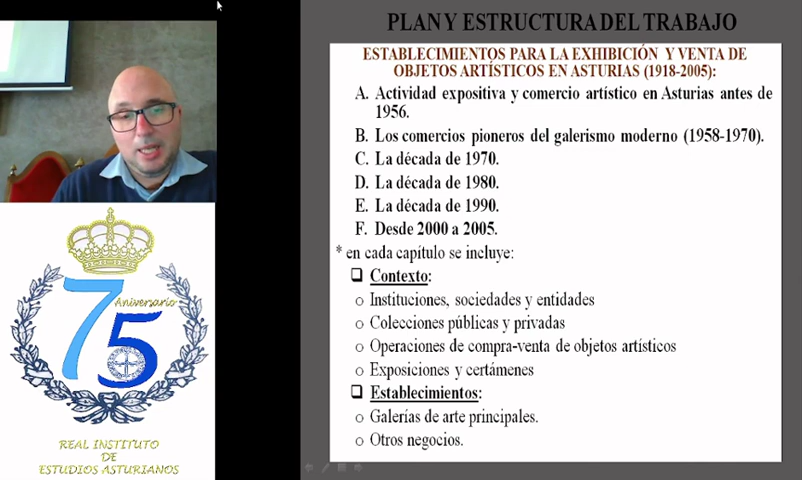 PLAN Y ESTRUCTURA DEL TRABAJO
ESTABLECIMIENTOS PARA LA EXHIBICIÓN Y VENTA DE
OBJETOS ARTÍSTICOS EN ASTURIAS (1918-2005):
A. Actividad expositiva y comercio artístico en Asturias antes de
1956.
B. Los comercios pioneros del galerismo moderno (1958-1970).
C. La década de 1970.
D. La década de 1980.
E. La década de 1990.
F. Desde 2000 a 2005.
* en cada capítulo se incluye:
❑ Contexto:
o Instituciones, sociedades y entidades
o Colecciones públicas y privadas
o Operaciones de compra-venta de objetos artísticos
o Exposiciones y certámenes
❑ Establecimientos:
o Galerías de arte principales.
o Otros negocios.
75
Aniversario
REAL INSTITUTO
DE
ESTUDIOS ASTURIANOS